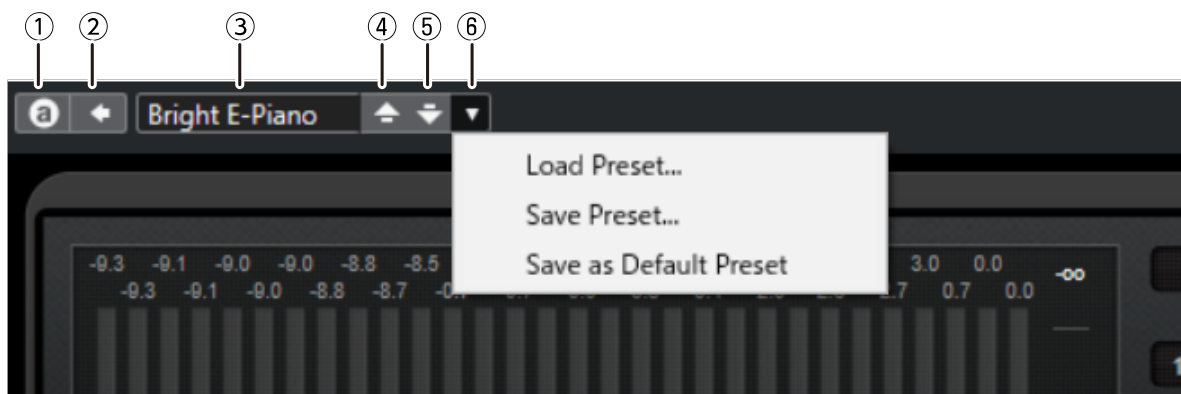 ① ② ③ ④ ⑤ ⑥
a Bright E-Piano
Load Preset...
Save Preset...
Save as Default Preset
-9.3 -9.1 -9.0 -9.0 -8.8 -8.5 3.0 0.0 -∞
-9.3 -9.1 -9.0 -8.8 -8.7 0.7 0.0